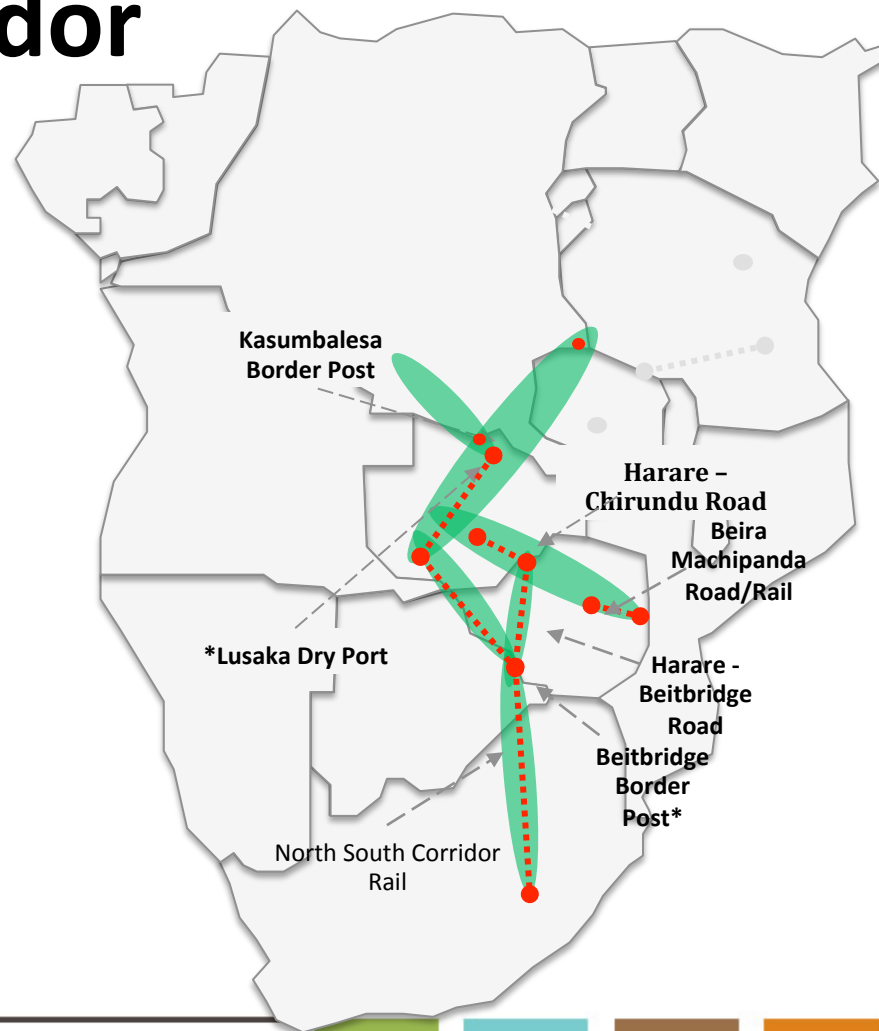 dor
Kasumbalesa
Border Post
Harare –
Chirundu Road
Beira
Machipanda
Road/Rail
*Lusaka Dry Port
Harare -
Beitbridge
Road
Beitbridge
Border
Post*
North South Corridor
Rail